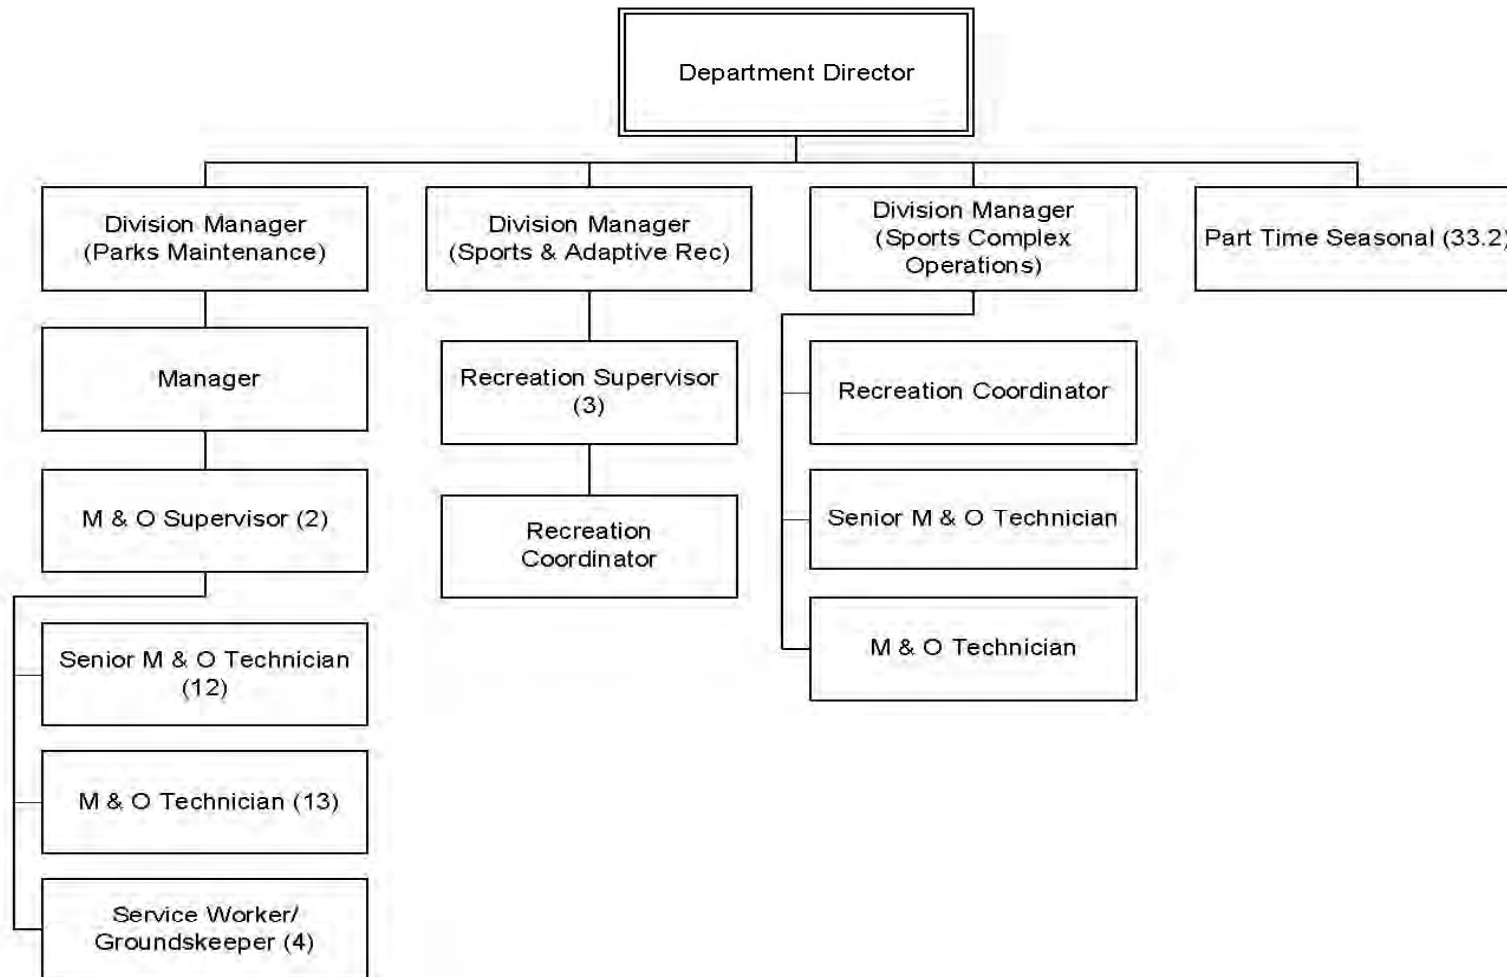 Department Director
Division Manager
(Parks Maintenance)
Division Manager
(Sports & Adaptive Rec)
Division Manager
(Sports Complex
Operations)
Part Time Seasonal (33.2)
Manager
Recreation Supervisor
(3)
Recreation Coordinator
M & O Supervisor (2)
Recreation
Coordinator
Senior M & O Technician
Senior M & O Technician
(12)
M & O Technician
M & O Technician (13)
Service Worker/
Groundskeeper (4)